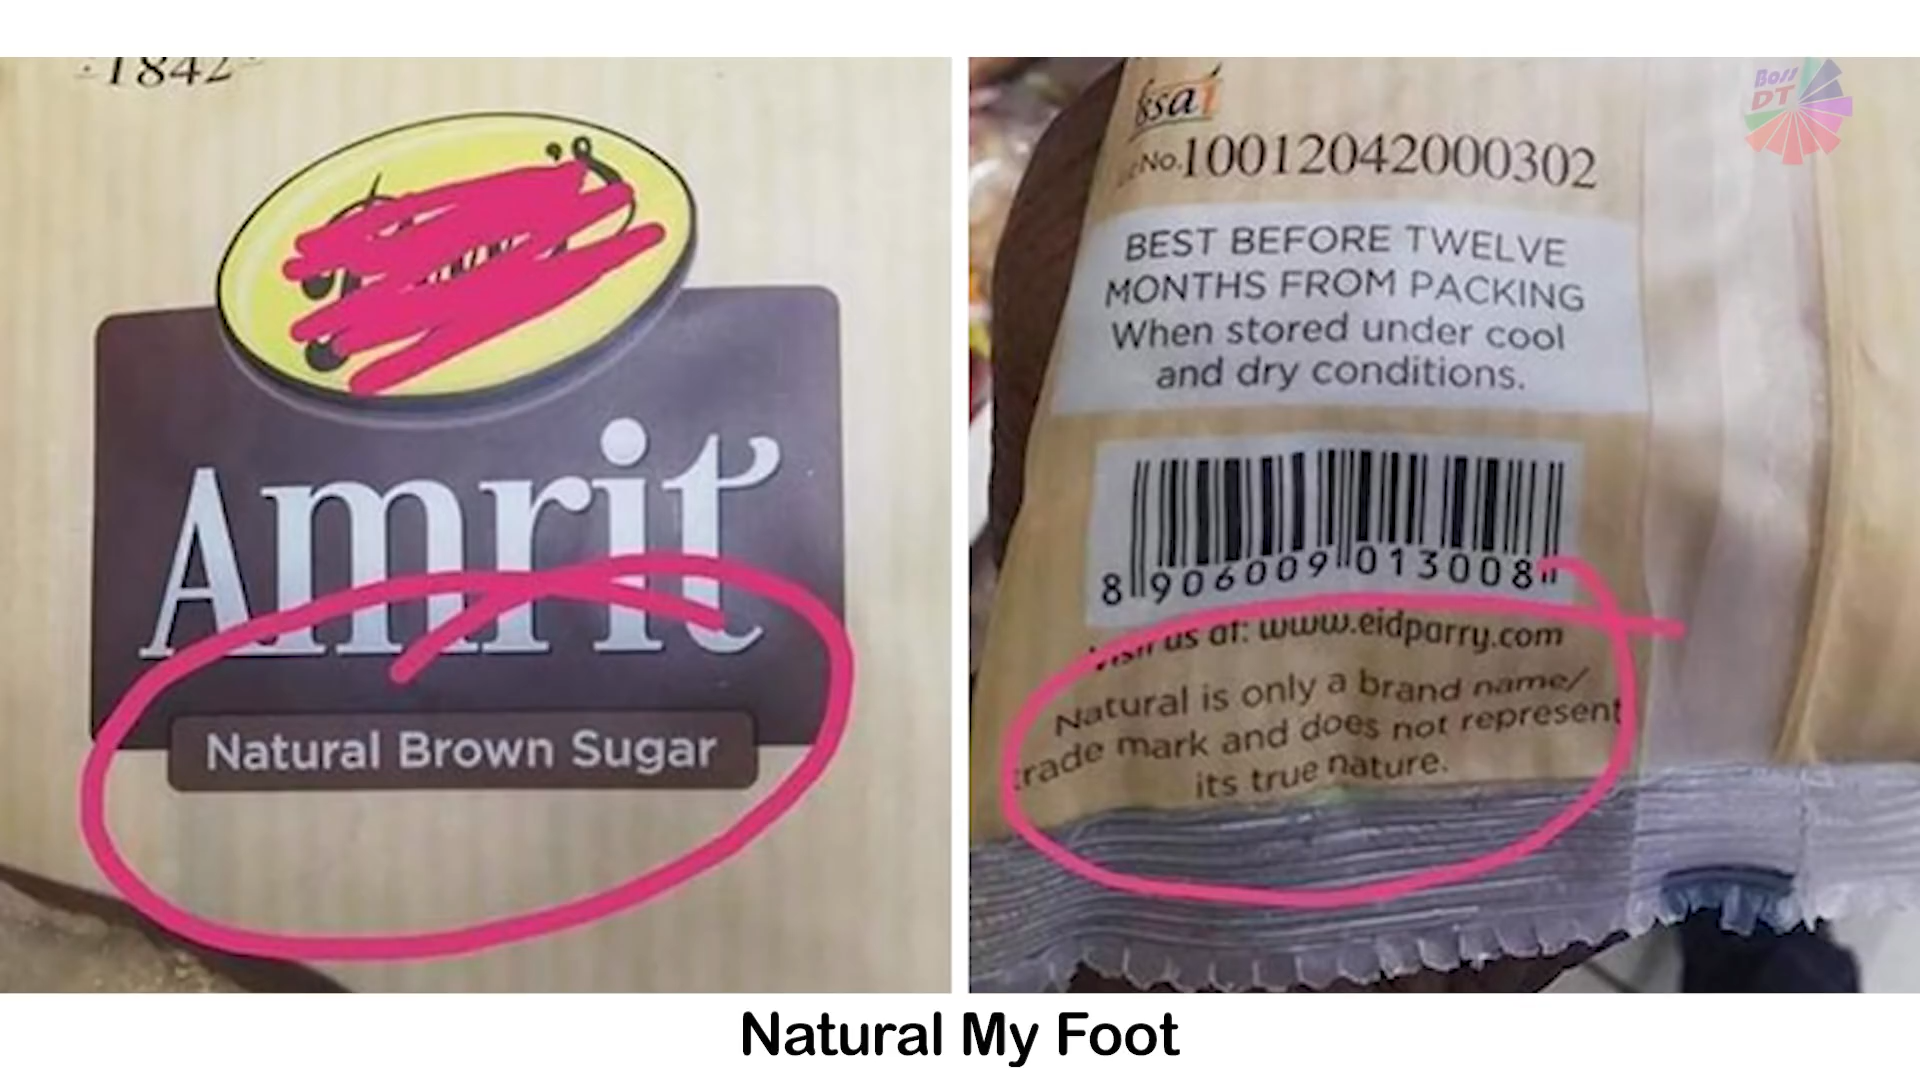 ·1842·
Amrit
Natural Brown Sugar
fssai
Boss
DT
No.10012042000302
BEST BEFORE TWELVE
MONTHS FROM PACKING
When stored under cool
and dry conditions.
8 906009 013008
Visit us at: www.eidparry.com
Natural is only a brand name/
trade mark and does not represent
its true nature.
Natural My Foot